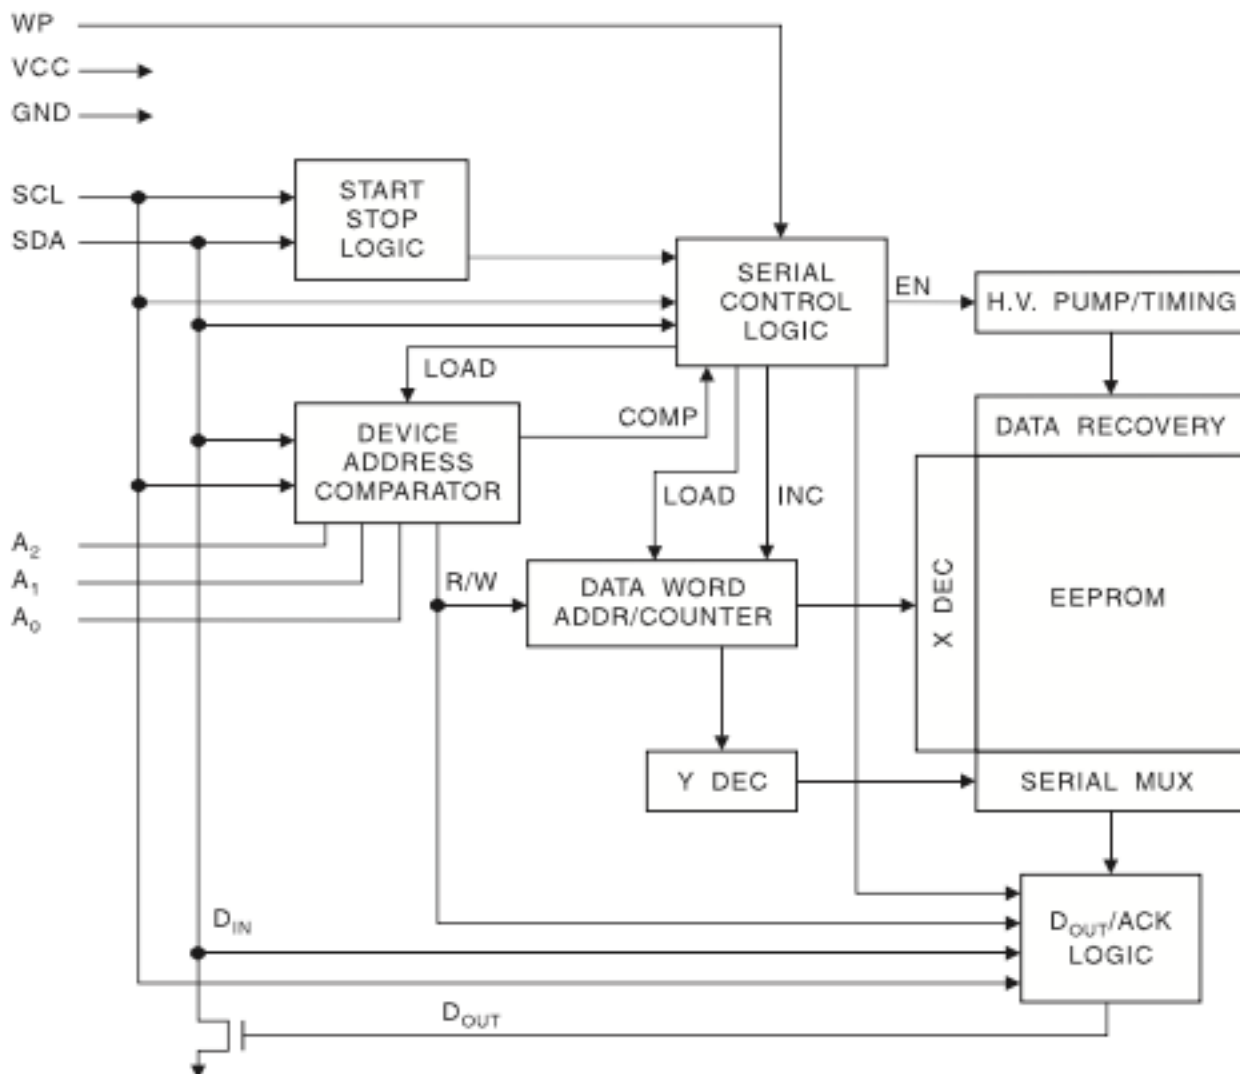 WP
VCC
GND
SCL
SDA
START
STOP
LOGIC
SERIAL
CONTROL
LOGIC
EN
H.V. PUMP/TIMING
LOAD
COMP
DEVICE
ADDRESS
COMPARATOR
DATA RECOVERY
LOAD
INC
A2
A1
A0
R/W
DATA WORD
ADDR/COUNTER
X DEC
EEPROM
Y DEC
SERIAL MUX
DIN
DOUT/ACK
LOGIC
DOUT